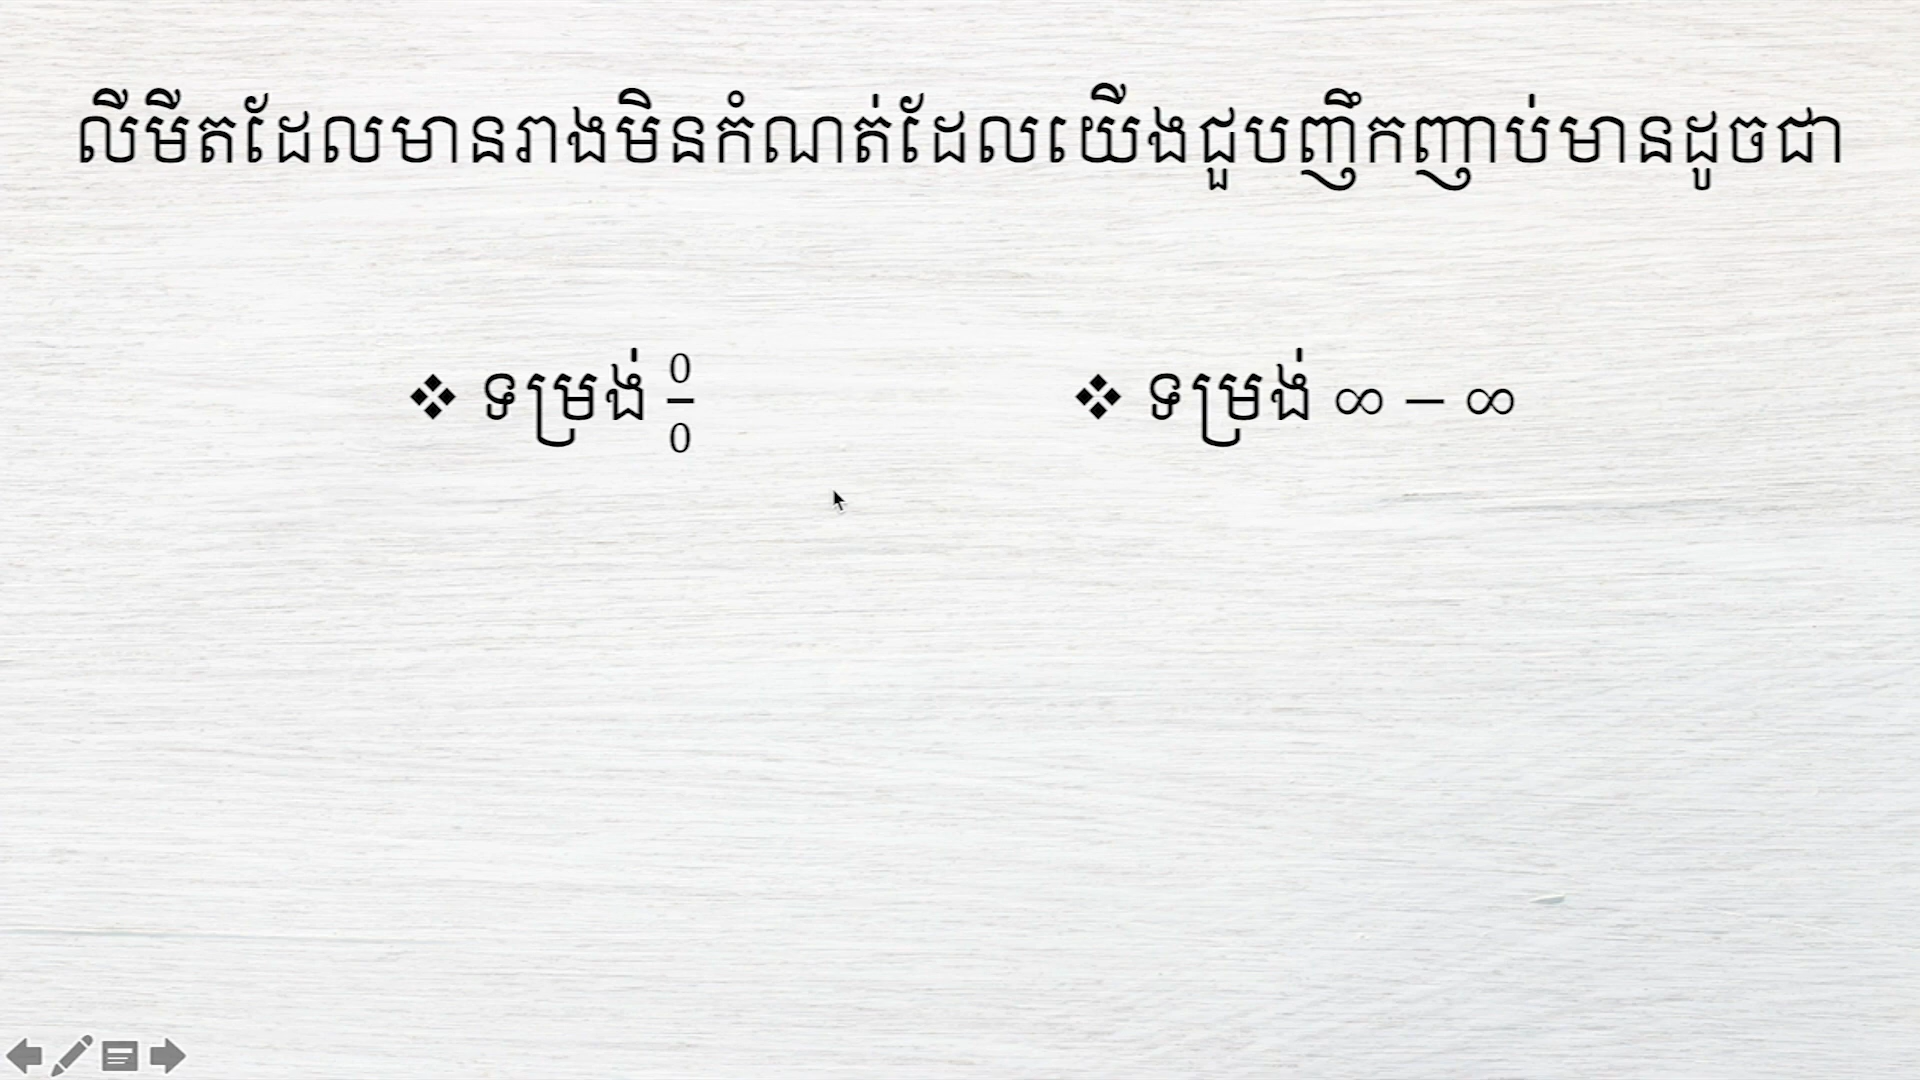 លីមីតដែលមានរាងមិនកំណត់ដែលយើងជួបញឹកញាប់មានដូចជា
❖ ទម្រង់ 0/0
❖ ទម្រង់ ∞ − ∞